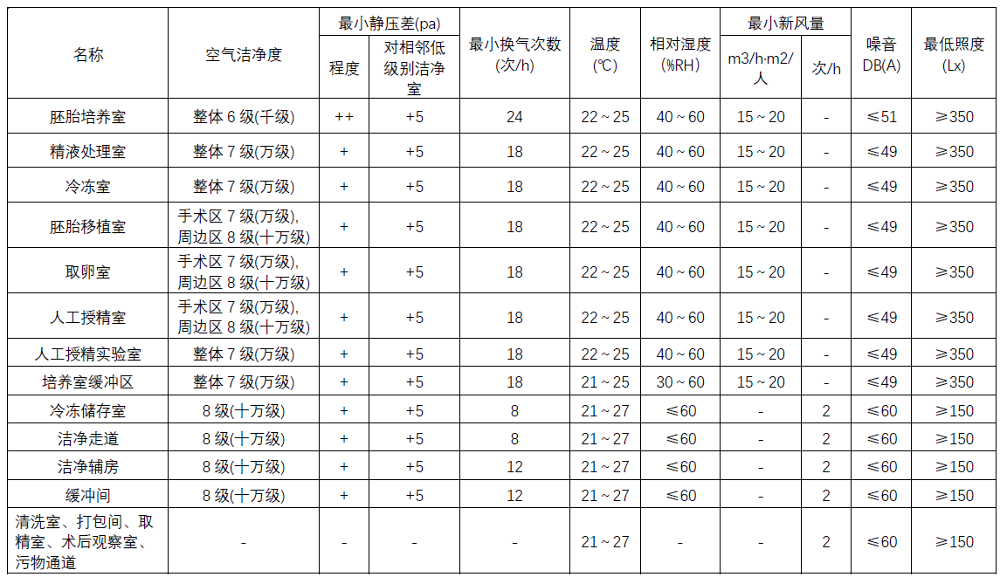 名称 空气洁净度 最小静压差(pa) 最小换气次数(次/h) 温度(℃) 相对湿度(%RH) 最小新风量 噪音DB(A) 最低照度(Lx)
程度 对相邻低级别洁净室 m3/h·m2/人 次/h
胚胎培养室 整体 6 级(千级) ++ +5 24 22~25 40~60 15~20 - ≤51 ≥350
精液处理室 整体 7 级(万级) + +5 18 22~25 40~60 15~20 - ≤49 ≥350
冷冻室 整体 7 级(万级) + +5 18 22~25 40~60 15~20 - ≤49 ≥350
胚胎移植室 手术区 7 级(万级),周边区 8 级(十万级) + +5 18 22~25 40~60 15~20 - ≤49 ≥350
取卵室 手术区 7 级(万级),周边区 8 级(十万级) + +5 18 22~25 40~60 15~20 - ≤49 ≥350
人工授精室 手术区 7 级(万级),周边区 8 级(十万级) + +5 18 22~25 40~60 15~20 - ≤49 ≥350
人工授精实验室 整体 7 级(万级) + +5 18 22~25 40~60 15~20 - ≤49 ≥350
培养室缓冲区 整体 7 级(万级) + +5 18 21~25 30~60 15~20 - ≤49 ≥350
冷冻储存室 8 级(十万级) + +5 8 21~27 ≤60 - 2 ≤60 ≥150
洁净走道 8 级(十万级) + +5 8 21~27 ≤60 - 2 ≤60 ≥150
洁净辅房 8 级(十万级) + +5 12 21~27 ≤60 - 2 ≤60 ≥150
缓冲间 8 级(十万级) + +5 12 21~27 ≤60 - 2 ≤60 ≥150
清洗室、打包间、取精室、术后观察室、污物通道 - - - - 21~27 - - 2 ≤60 ≥150